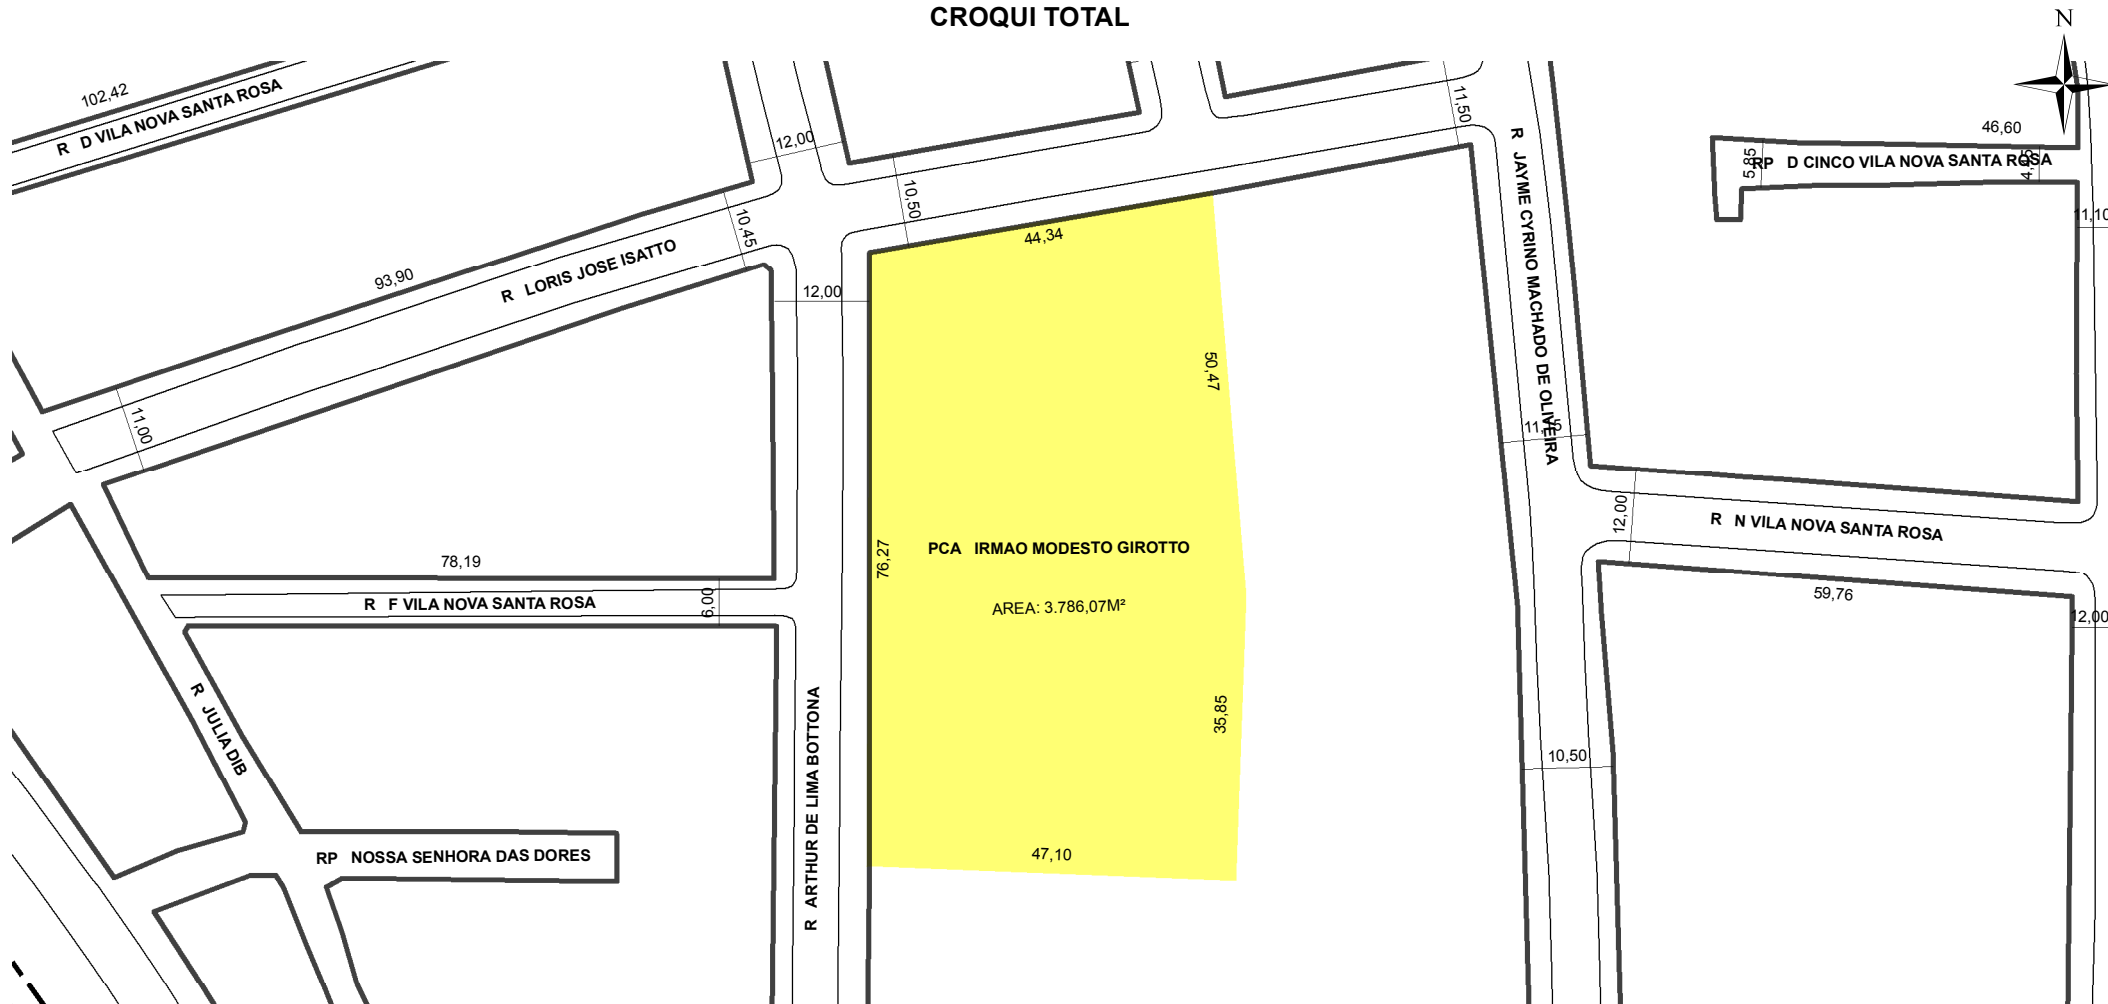 CROQUI TOTAL
N
102,42
R D VILA NOVA SANTA ROSA
12,00
11,50
46,60
5,85
RP D CINCO VILA NOVA SANTA ROSA
10,50
10,45
11,10
44,34
R LORIS JOSE ISATTO
93,90
12,00
R JAYME CYRINO MACHADO DE OLIVEIRA
50,47
11,00
12,00
R N VILA NOVA SANTA ROSA
76,27
PCA IRMAO MODESTO GIROTTO
78,19
AREA: 3.786,07M²
R F VILA NOVA SANTA ROSA
6,00
59,76
12,00
R JULIA DIB
35,85
10,50
R ARTHUR DE LIMA BOTTONA
47,10
RP NOSSA SENHORA DAS DORES